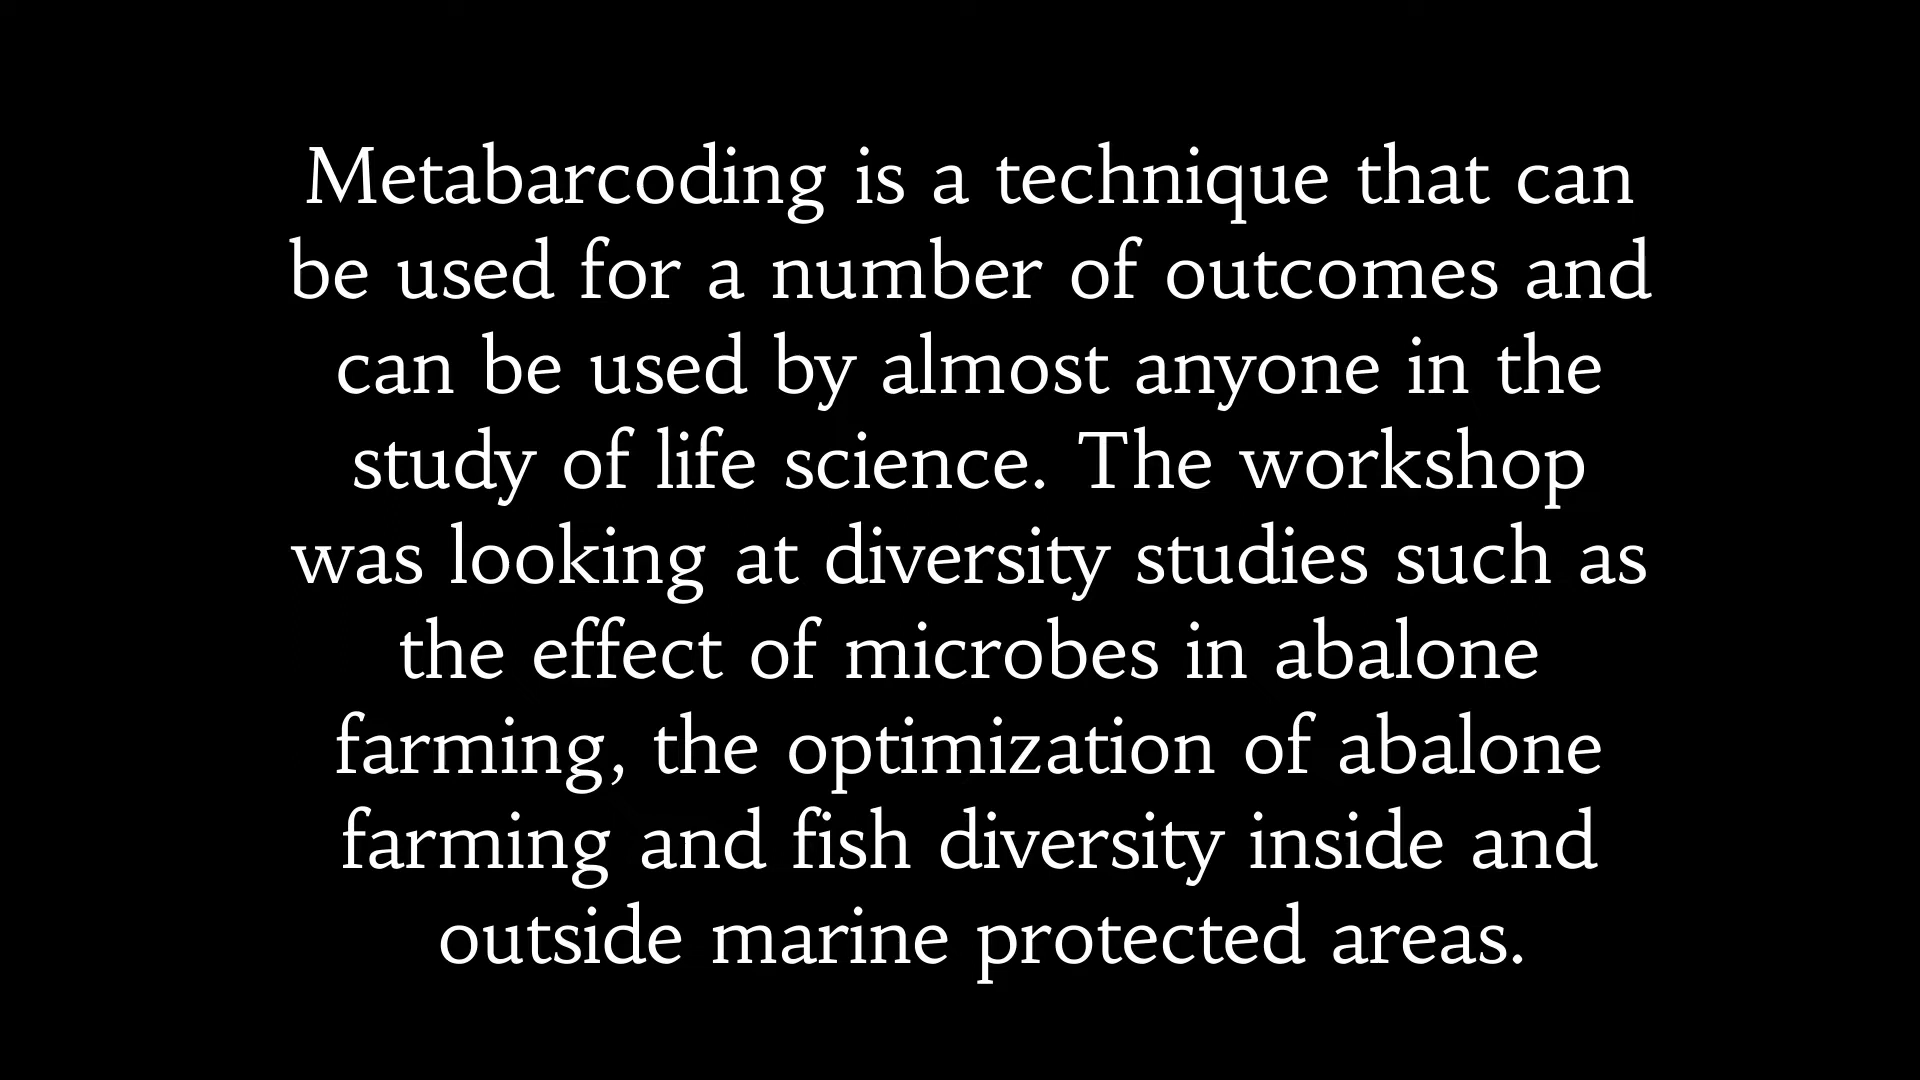 Metabarcoding is a technique that can
be used for a number of outcomes and
can be used by almost anyone in the
study of life science. The workshop
was looking at diversity studies such as
the effect of microbes in abalone
farming, the optimization of abalone
farming and fish diversity inside and
outside marine protected areas.